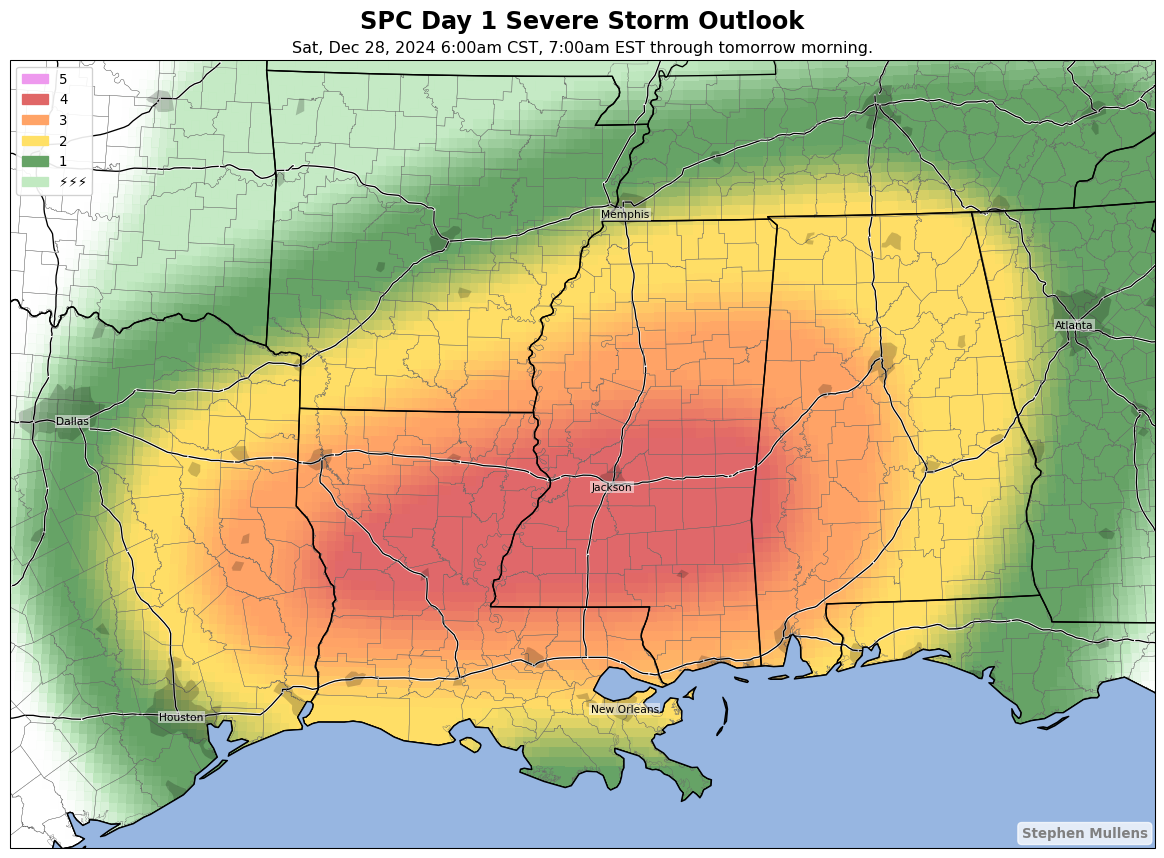 SPC Day 1 Severe Storm Outlook
Sat, Dec 28, 2024 6:00am CST, 7:00am EST through tomorrow morning.
5
4
3
2
1
⚡⚡⚡
Memphis
Atlanta
Dallas
Jackson
New Orleans
Houston
Stephen Mullens